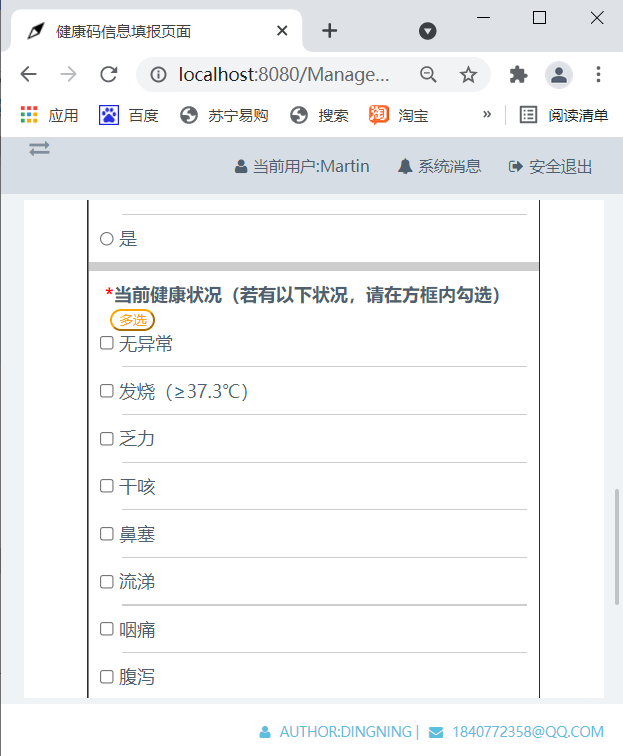 健康码信息填报页面
localhost:8080/Manage...
应用 百度 苏宁易购 搜索 淘 淘宝 » 阅读清单
当前用户:Martin 系统消息 安全退出
是
*当前健康状况（若有以下状况，请在方框内勾选）
多选
无异常
发烧（≥37.3℃）
乏力
干咳
鼻塞
流涕
咽痛
腹泻
AUTHOR:DINGNING | 1840772358@QQ.COM